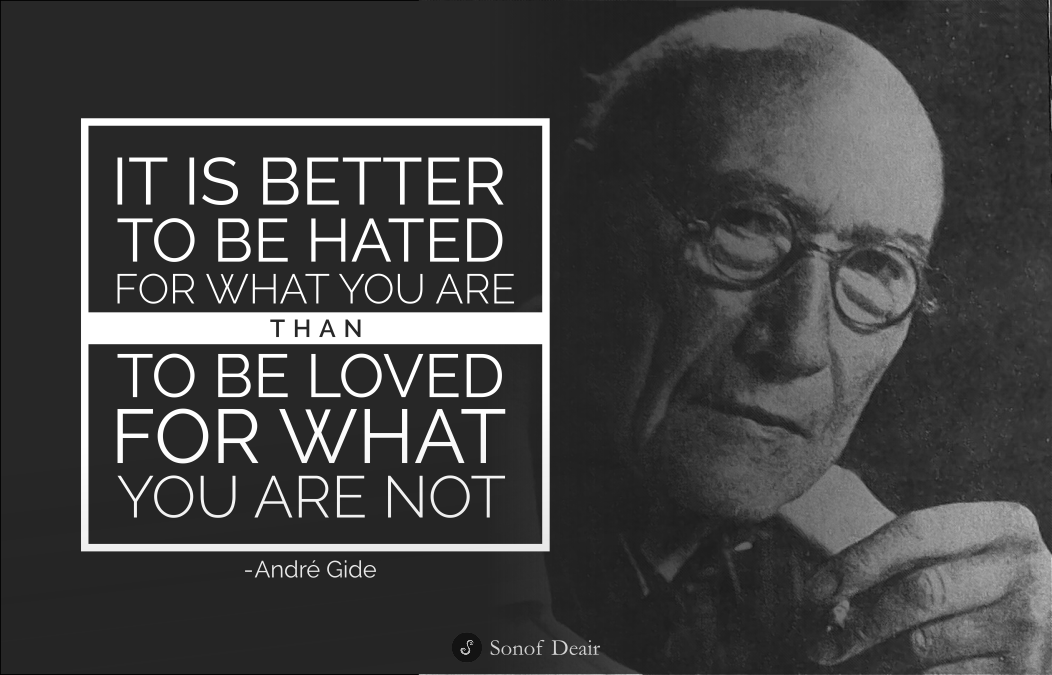 IT IS BETTER
TO BE HATED
FOR WHAT YOU ARE
THAN
TO BE LOVED
FOR WHAT
YOU ARE NOT
-André Gide
Sonof Deair